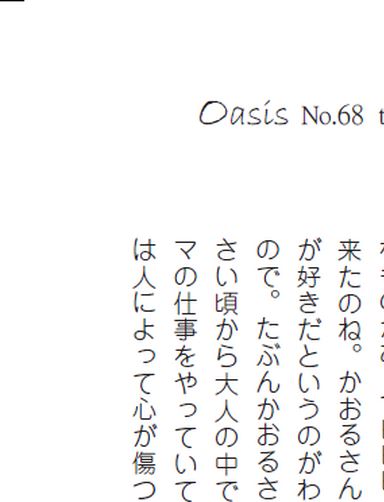 Oasis No.68
来たのね。かおるさん
が好きだというのがわ
ので。たぶんかおるさ
さい頃から大人の中で
マの仕事をやっていて
は人によって心が傷つ